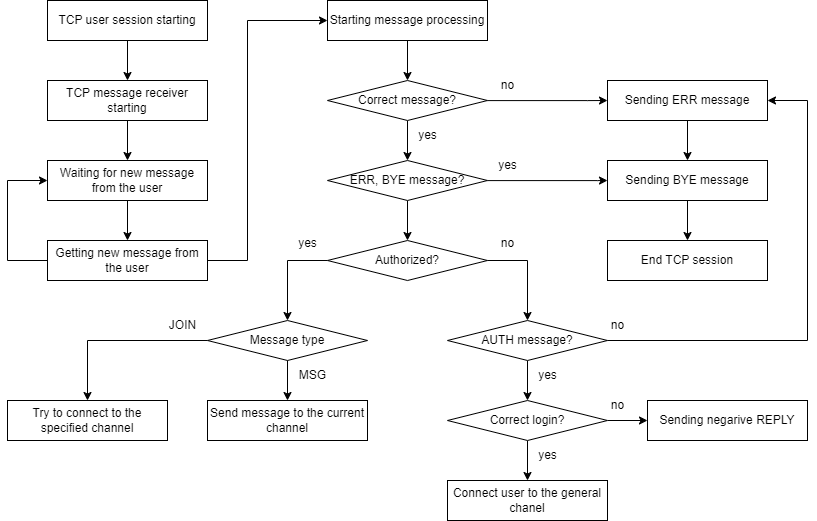 TCP user session starting
Starting message processing
TCP message receiver
starting
Correct message?
no
Sending ERR message
yes
Waiting for new message
from the user
ERR, BYE message?
yes
Sending BYE message
Getting new message from
the user
yes
Authorized?
no
End TCP session
JOIN
Message type
AUTH message?
no
MSG
yes
Try to connect to the
specified channel
Send message to the current
channel
Correct login?
no
Sending negarive REPLY
yes
Connect user to the general
chanel